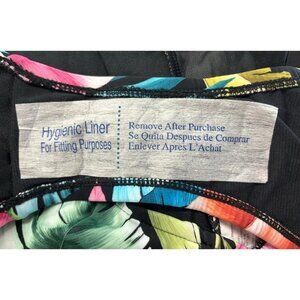 Hygienic Liner
For Fitting Purposes
Remove After Purchase
Se Quita Despues de Comprar
Enlever Apres L'Achat